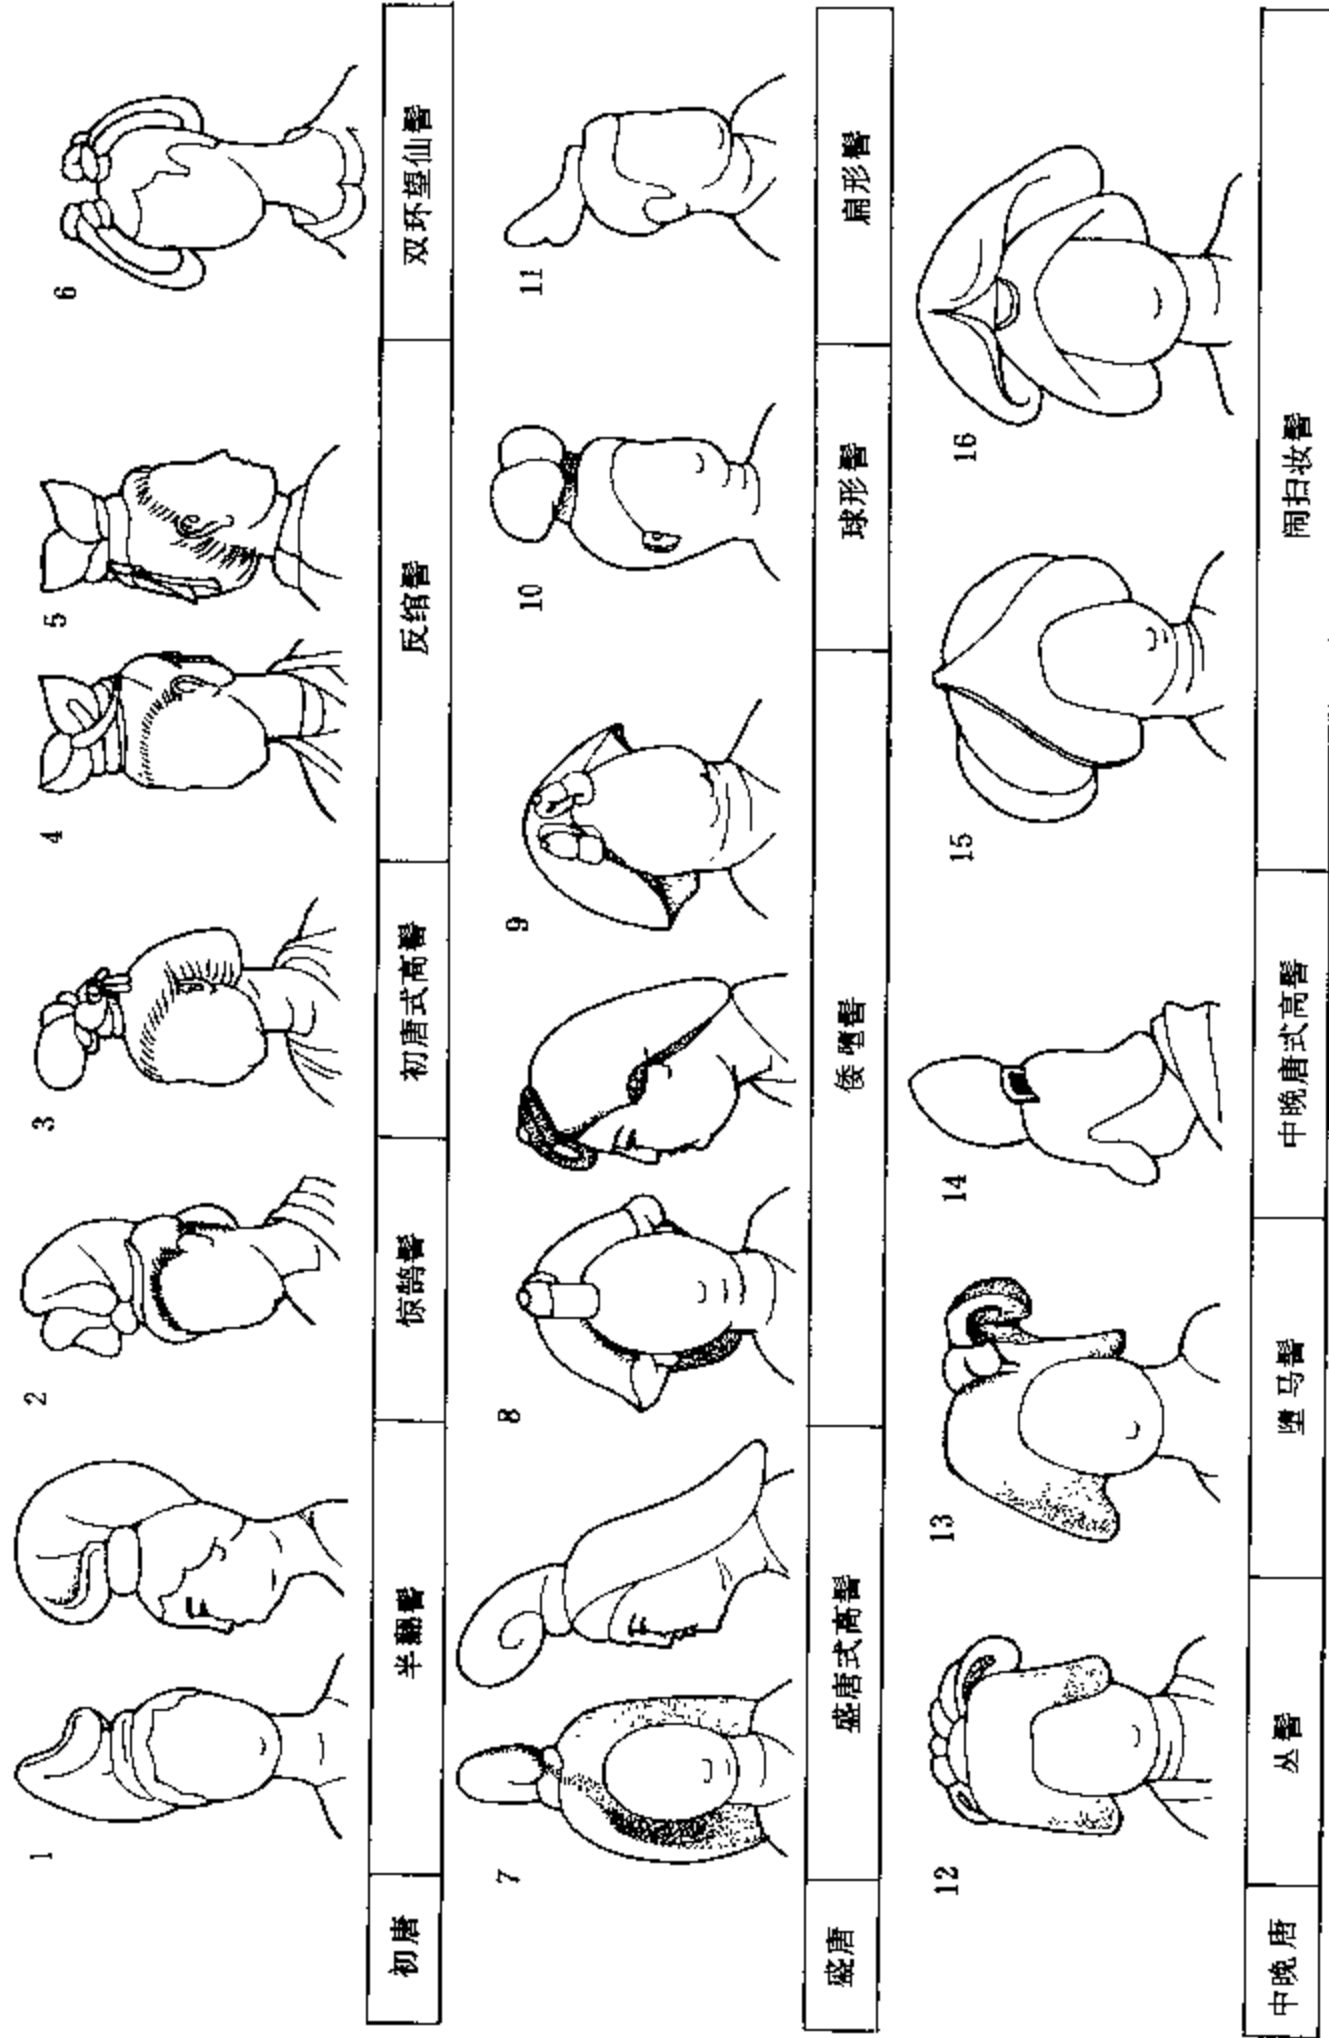 1 2 3 4 5 6
初唐 半翻髻 惊鹄髻 初唐式高髻 反绾髻 双环望仙髻
7 8 9 10 11
盛唐 盛唐式高髻 倭堕髻 球形髻 扁形髻
12 13 14 15 16
中晚唐 丛髻 堕马髻 中晚唐式高髻 闹扫妆髻